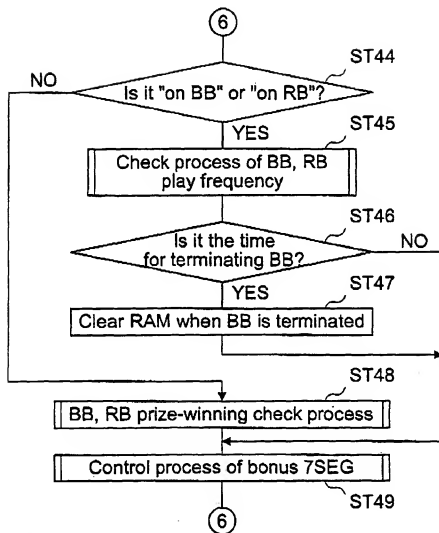 6
ST44
NO
Is it "on BB" or "on RB"?
YES
ST45
Check process of BB, RB
play frequency
ST46
Is it the time
for terminating BB?
NO
YES
ST47
Clear RAM when BB is terminated
ST48
BB, RB prize-winning check process
Control process of bonus 7SEG
ST49
6